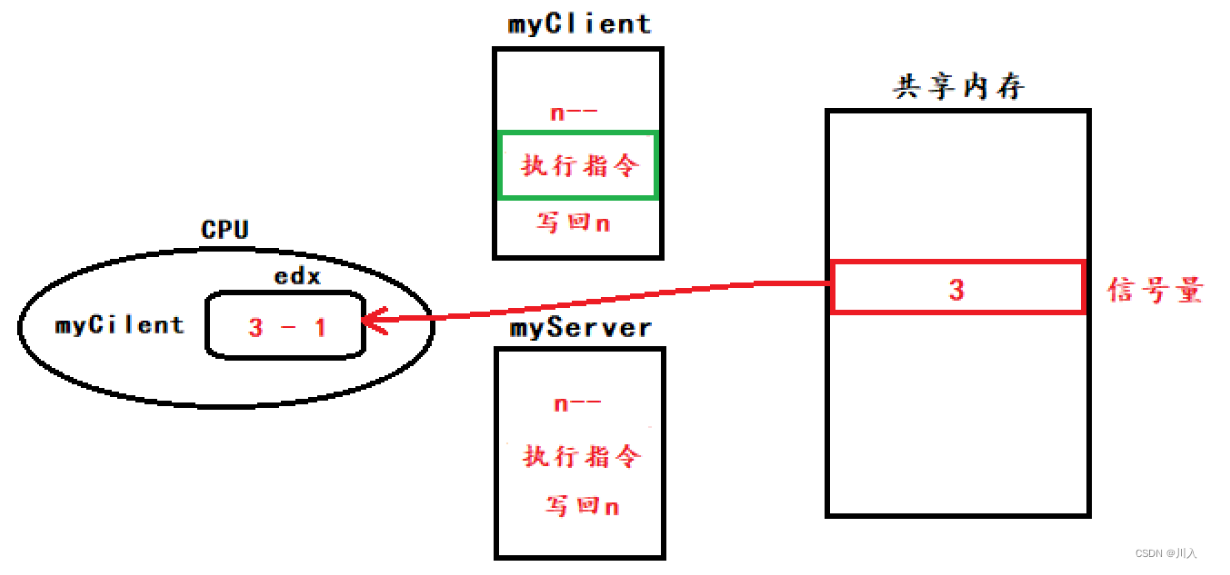 myClient
n--
执行指令
写回n
共享内存
3
信号量
CPU
edx
myCilent
3 - 1
myServer
n--
执行指令
写回n
CSDN @川入